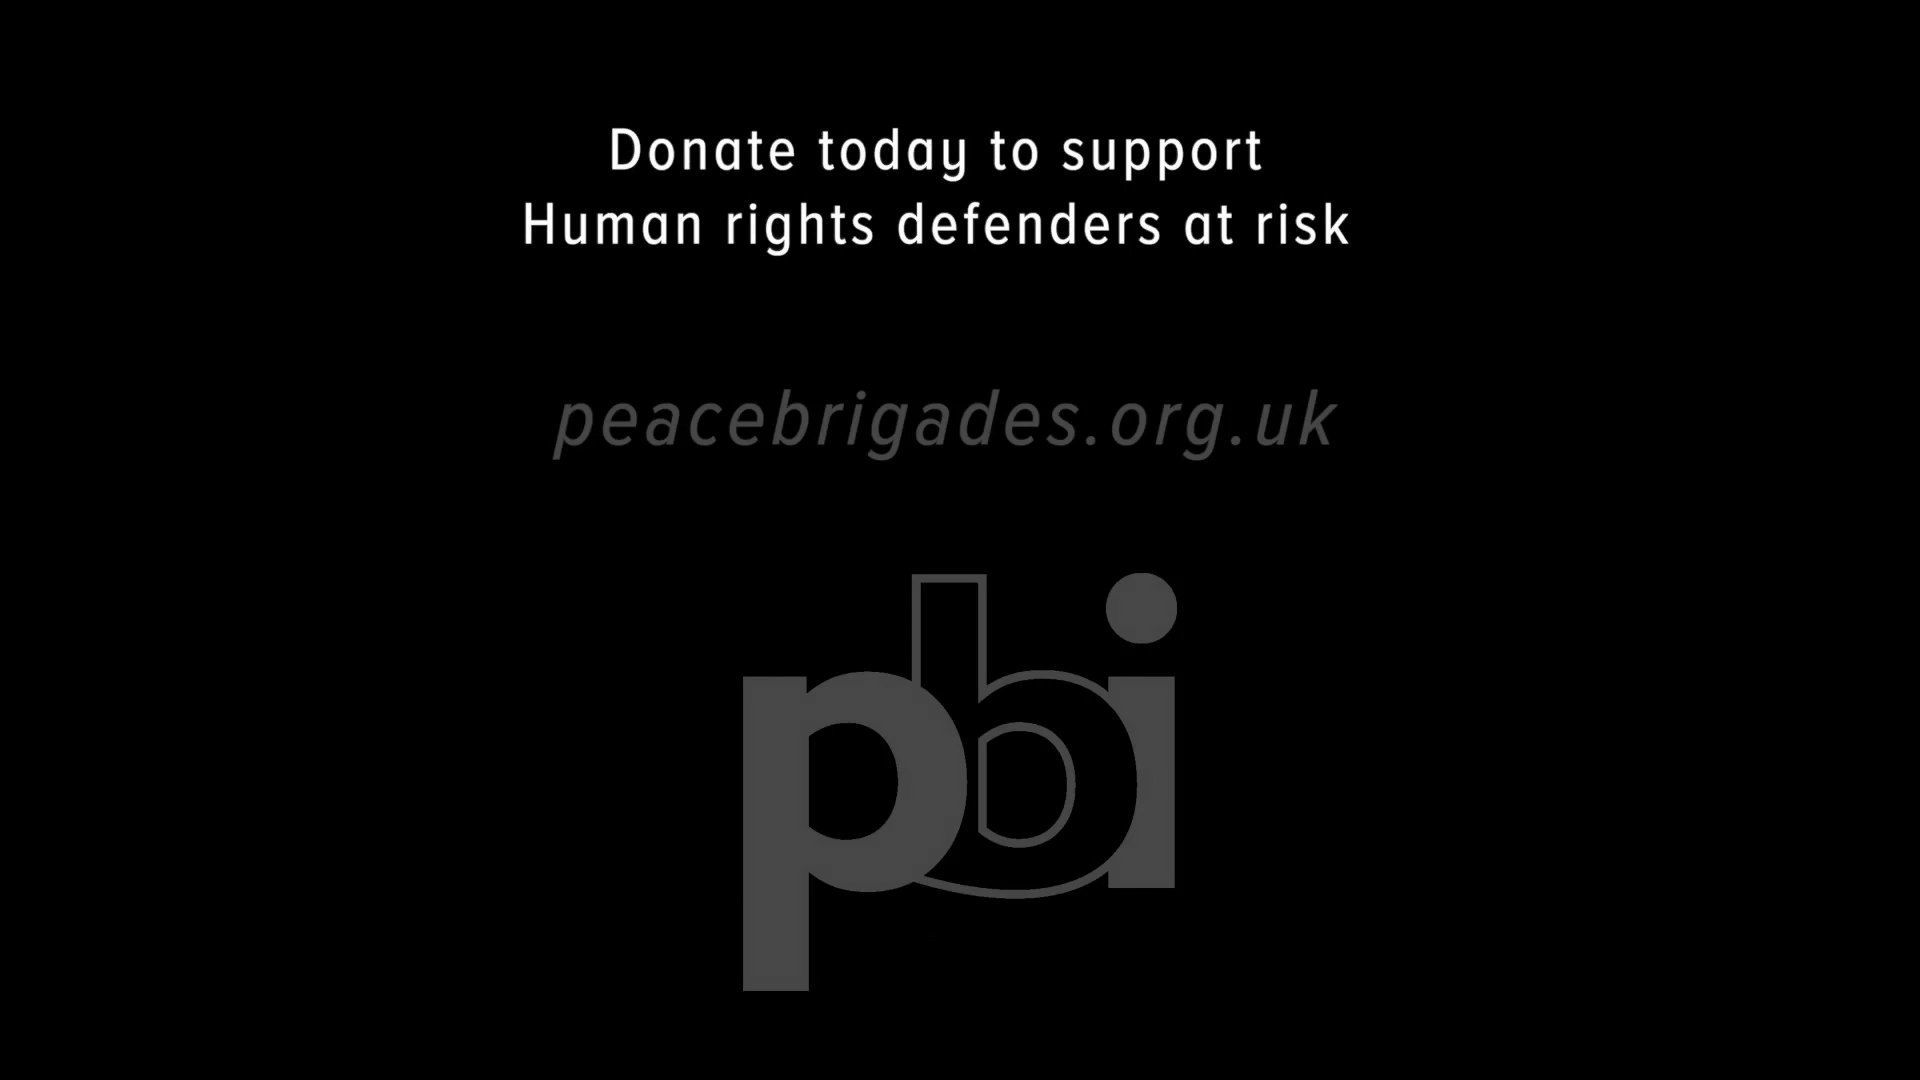 Donate today to support
Human rights defenders at risk
peacebrigades.org.uk
pbi